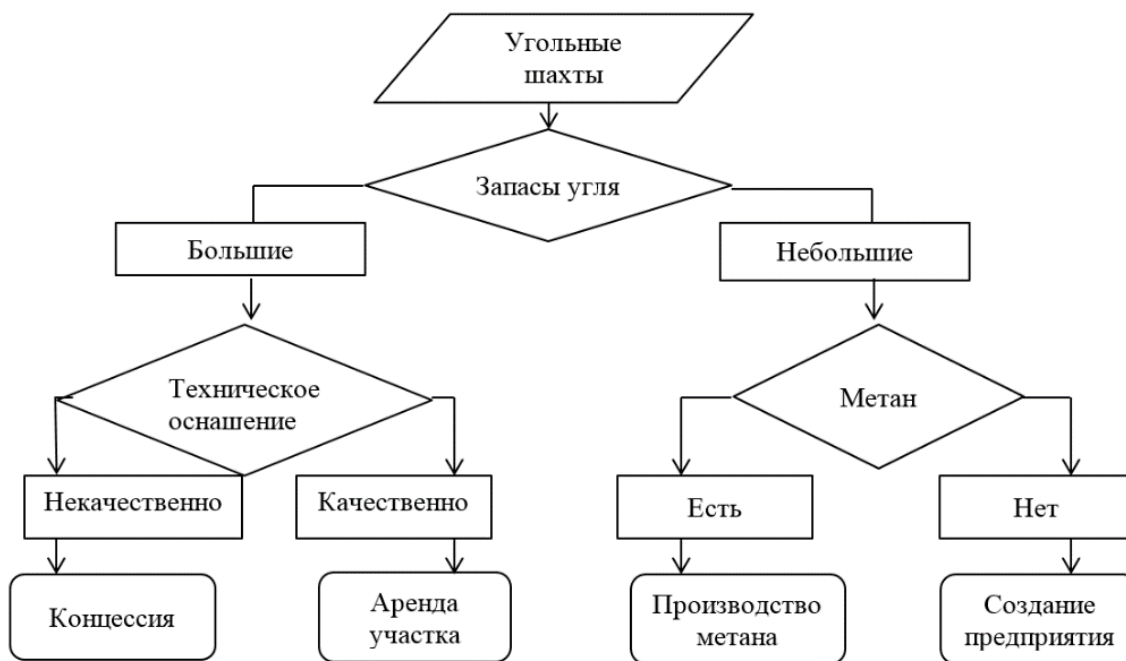 Угольные
шахты
Запасы угля
Большие
Небольшие
Техническое
оснашение
Метан
Некачественно
Качественно
Есть
Нет
Концессия
Аренда
участка
Производство
метана
Создание
предприятия